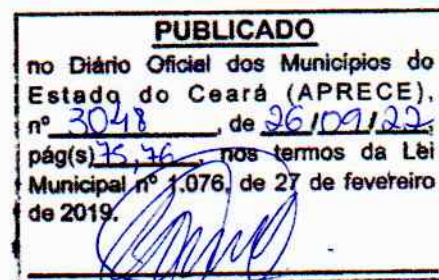 PUBLICADO
no Diário Oficial dos Municípios do
Estado do Ceará (APRECE),
nº 3048, de 26/09/22,
pág(s) 75,76, nos termos da Lei
Municipal nº 1.076, de 27 de fevereiro
de 2019.